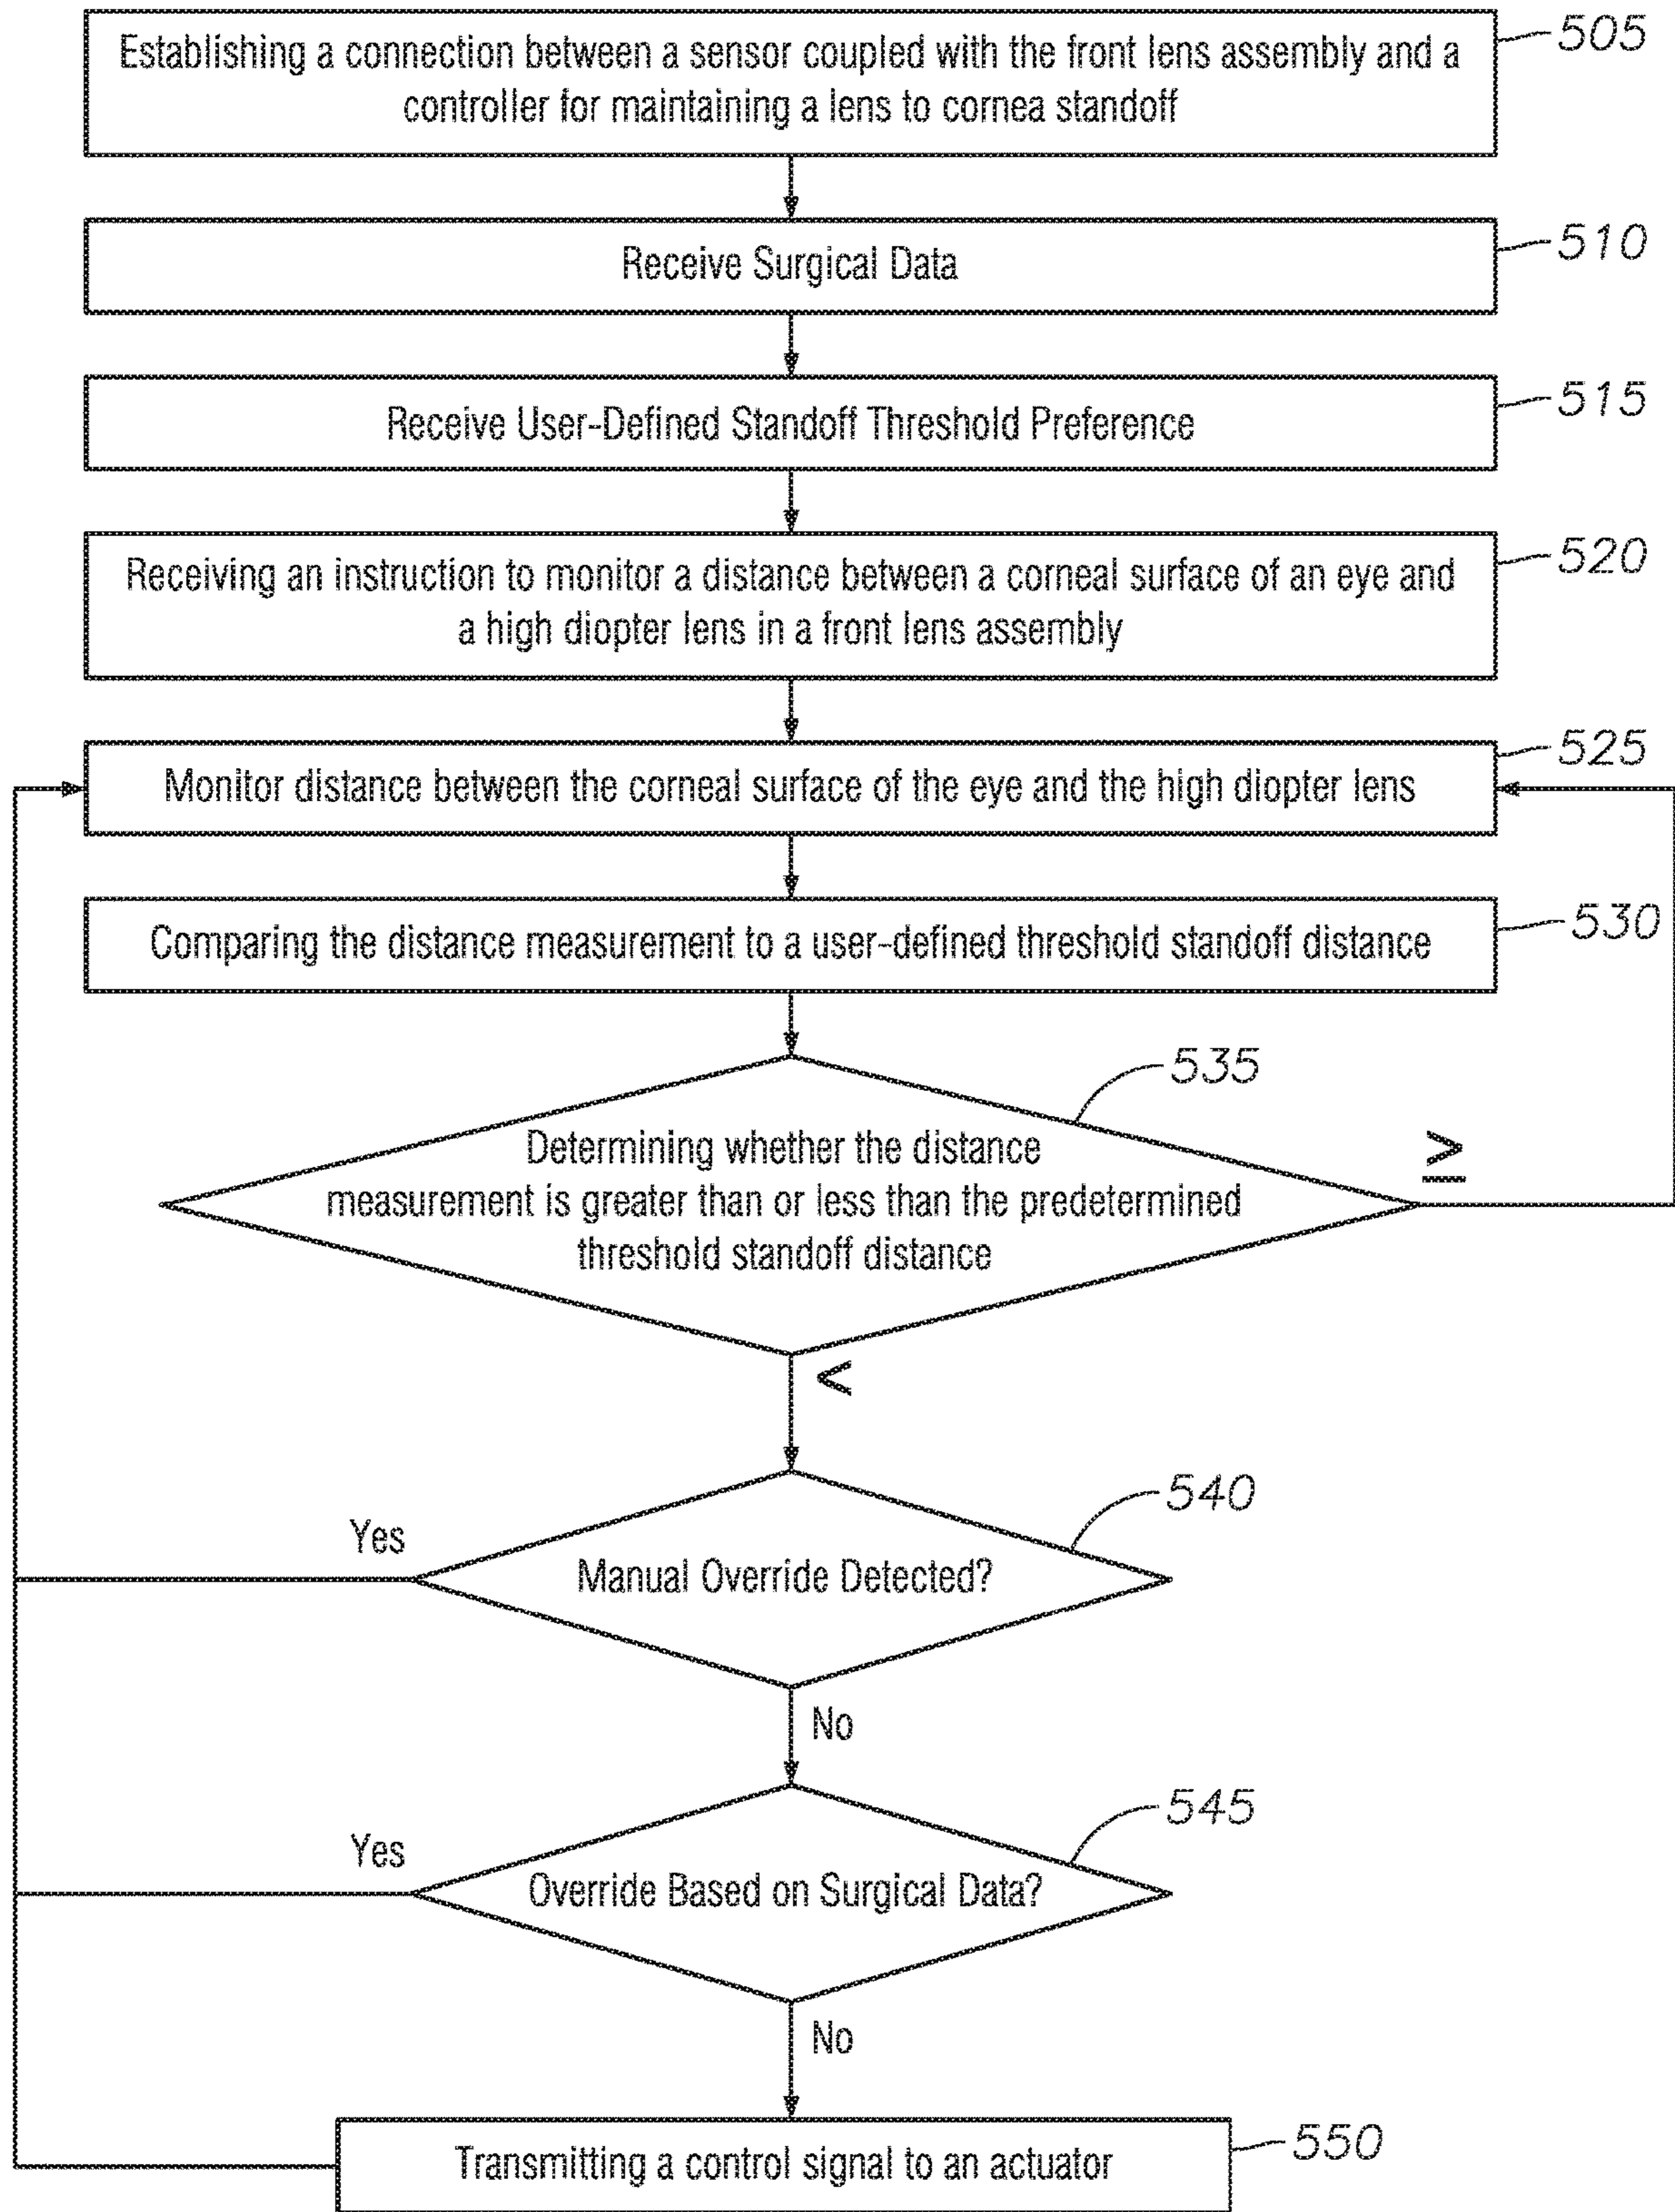 Establishing a connection between a sensor coupled with the front lens assembly and a
controller for maintaining a lens to cornea standoff
505
Receive Surgical Data
510
Receive User-Defined Standoff Threshold Preference
515
Receiving an instruction to monitor a distance between a corneal surface of an eye and
a high diopter lens in a front lens assembly
520
Monitor distance between the corneal surface of the eye and the high diopter lens
525
Comparing the distance measurement to a user-defined threshold standoff distance
530
535
Determining whether the distance
measurement is greater than or less than the predetermined
threshold standoff distance
≥
<
540
Yes
Manual Override Detected?
No
545
Yes
Override Based on Surgical Data?
No
Transmitting a control signal to an actuator
550